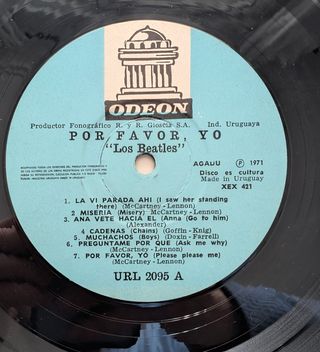 ODEON
Productor Fonográfico R. y R. Gioscia S.A. Ind. Uruguaya
POR FAVOR, YO
"Los Beatles"
AGADU Ⓟ 1971
Disco es cultura
Made in Uruguay
XEX 421
1. LA VI PARADA AHI (I saw her standing
there) (McCartney-Lennon)
2. MISERIA (Misery) McCartney - Lennon)
3. ANA VETE HACIA EL (Anna (Go to him)
(Alexander)
4. CADENAS (Chains) (Goffin-Knig)
5. MUCHACHOS (Boys) (Doxin-Farrell)
6. PREGUNTAME POR QUE (Ask me why)
(McCartney-Lennon)
7. POR FAVOR, YO (Please please me)
(McCartney-Lennon)
URL 2095 A